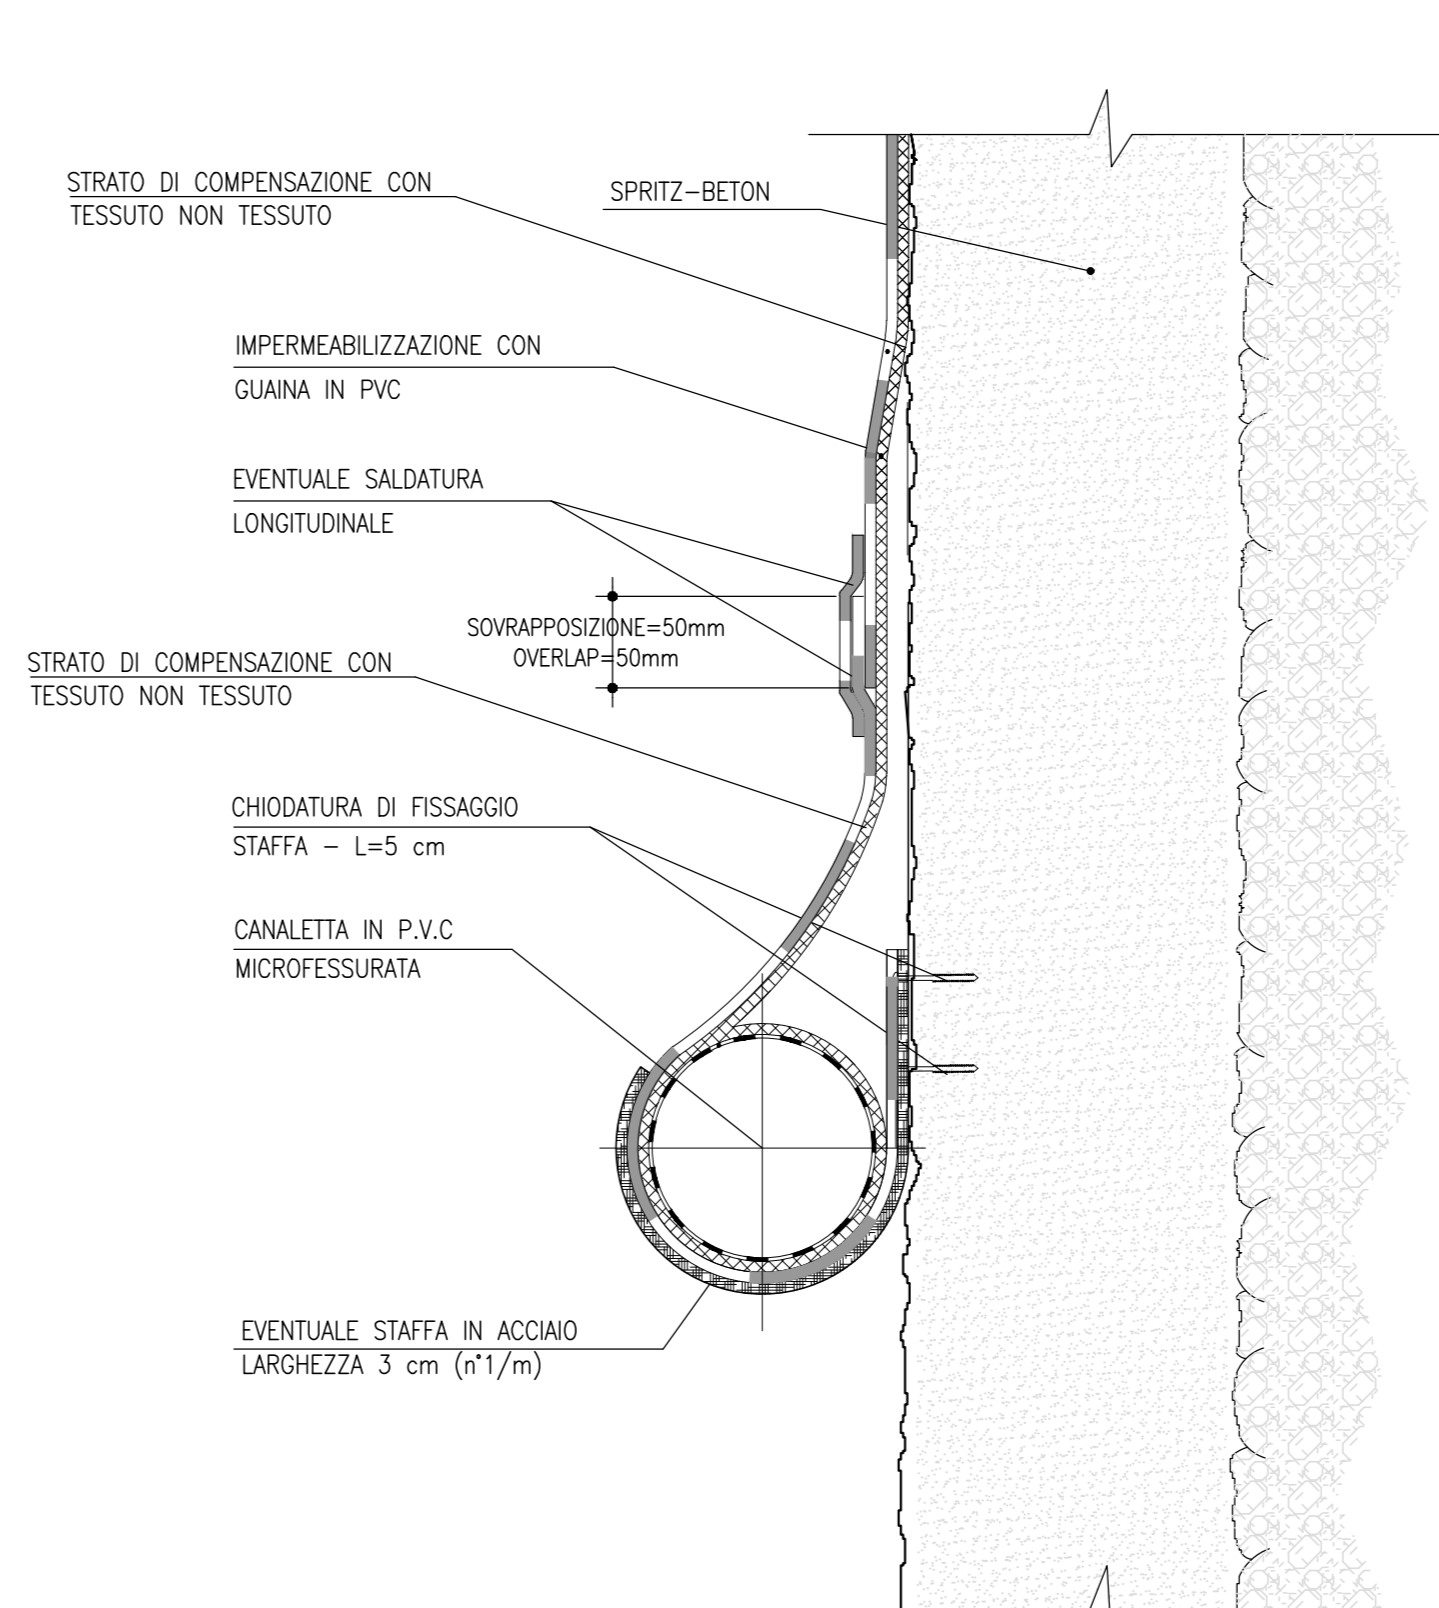 STRATO DI COMPENSAZIONE CON
TESSUTO NON TESSUTO
SPRITZ-BETON
IMPERMEABILIZZAZIONE CON
GUAINA IN PVC
EVENTUALE SALDATURA
LONGITUDINALE
SOVRAPPOSIZIONE=50mm
OVERLAP=50mm
STRATO DI COMPENSAZIONE CON
TESSUTO NON TESSUTO
CHIODATURA DI FISSAGGIO
STAFFA - L=5 cm
CANALETTA IN P.V.C
MICROFESSURATA
EVENTUALE STAFFA IN ACCIAIO
LARGHEZZA 3 cm (n°1/m)